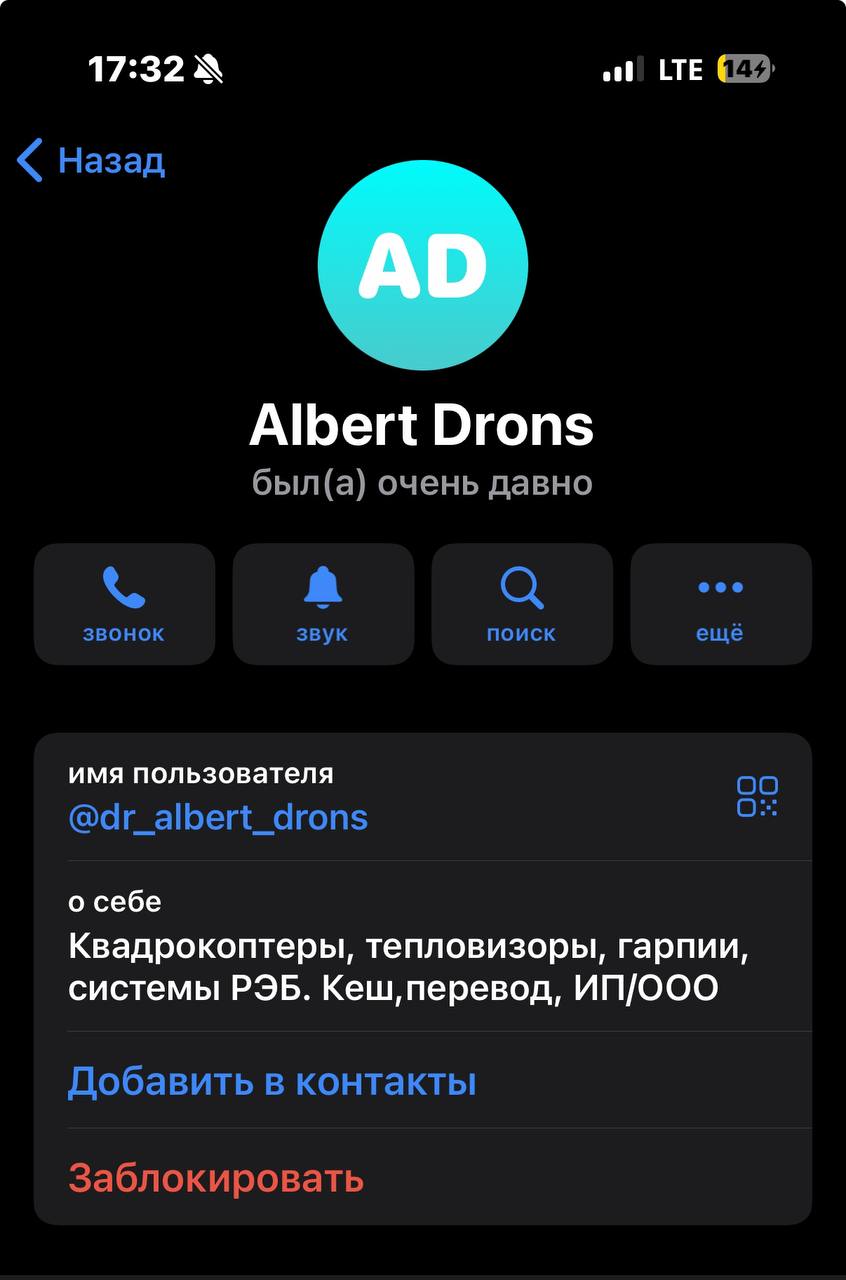 17:32
LTE
14
Назад
AD
Albert Drons
был(а) очень давно
звонок
звук
поиск
ещё
имя пользователя
@dr_albert_drons
о себе
Квадрокоптеры, тепловизоры, гарпии,
системы РЭБ. Кеш,перевод, ИП/ООО
Добавить в контакты
Заблокировать